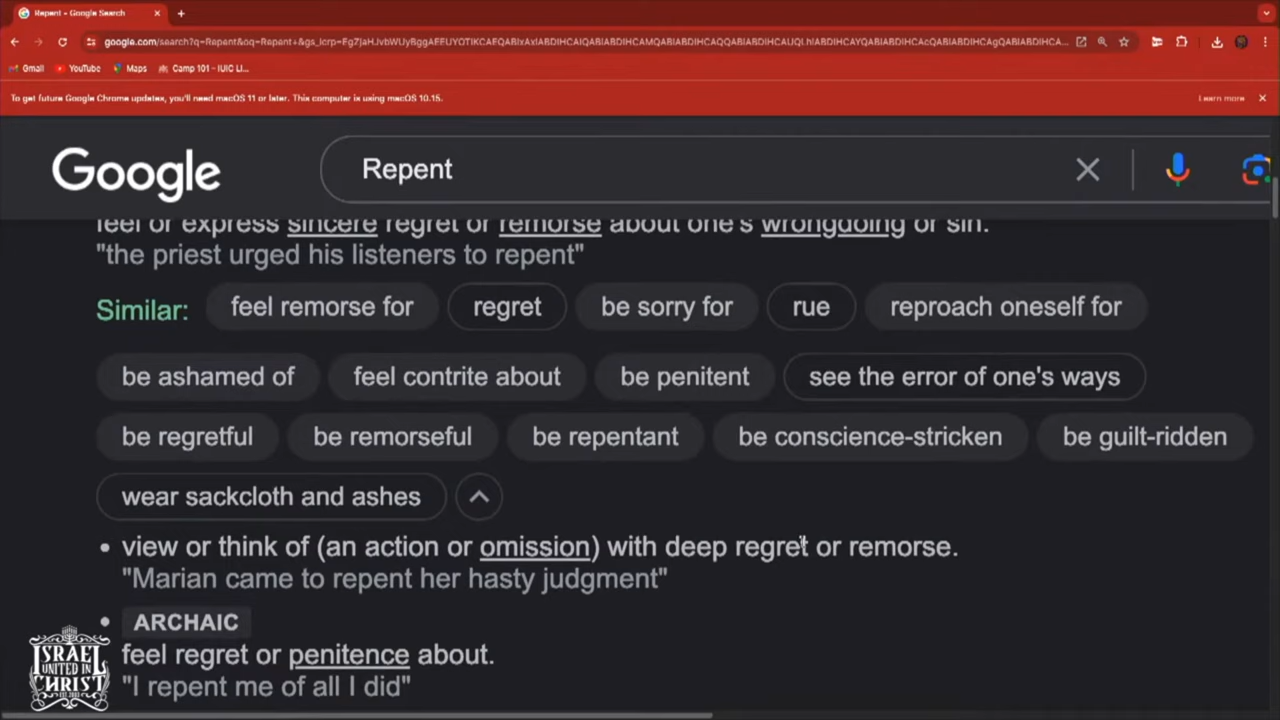 Repent - Google Search
Gmail YouTube Maps Camp 101 - IUIC Li...
To get future Google Chrome updates, you'll need macOS 11 or later. This computer is using macOS 10.15. Learn more
Google Repent
feel or express sincere regret or remorse about one's wrongdoing or sin.
"the priest urged his listeners to repent"
Similar: feel remorse for regret be sorry for rue reproach oneself for
be ashamed of feel contrite about be penitent see the error of one's ways
be regretful be remorseful be repentant be conscience-stricken be guilt-ridden
wear sackcloth and ashes
• view or think of (an action or omission) with deep regret or remorse.
"Marian came to repent her hasty judgment"
• ARCHAIC
feel regret or penitence about.
"I repent me of all I did"
ISRAEL
UNITED IN
CHRIST